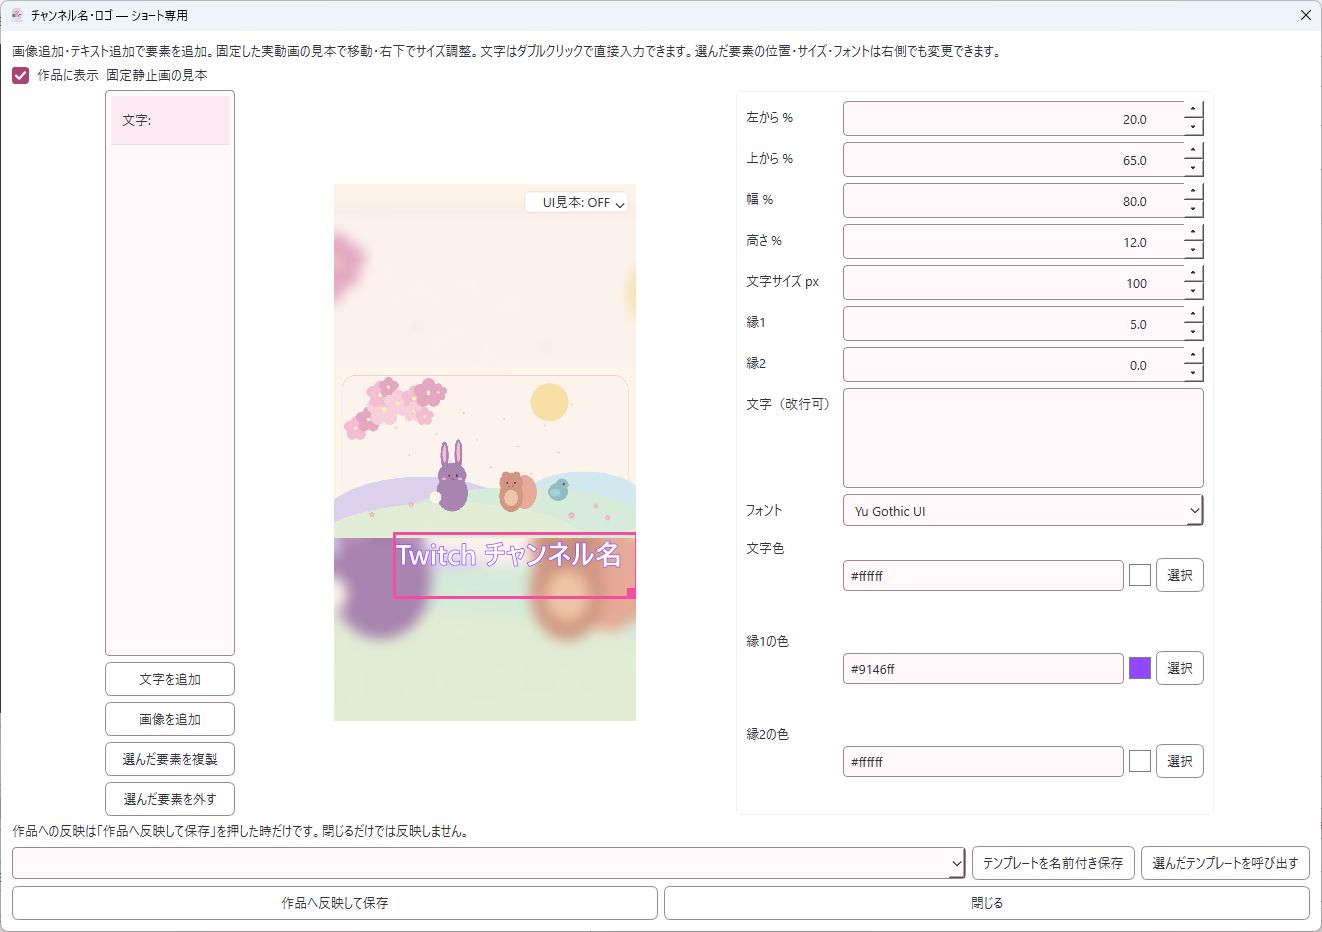 チャンネル名・ロゴ — ショート専用
画像追加・テキスト追加で要素を追加。固定した実動画の見本で移動・右下でサイズ調整。文字はダブルクリックで直接入力できます。選んだ要素の位置・サイズ・フォントは右側でも変更できます。
作品に表示 固定静止画の見本
文字:
文字を追加
画像を追加
選んだ要素を複製
選んだ要素を外す
UI見本: OFF
Twitch チャンネル名
左から % 20.0
上から % 65.0
幅 % 80.0
高さ % 12.0
文字サイズ px 100
縁1 5.0
縁2 0.0
文字（改行可）
フォント Yu Gothic UI
文字色
#ffffff 選択
縁1の色
#9146ff 選択
縁2の色
#ffffff 選択
作品への反映は「作品へ反映して保存」を押した時だけです。閉じるだけでは反映しません。
テンプレートを名前付き保存 選んだテンプレートを呼び出す
作品へ反映して保存 閉じる